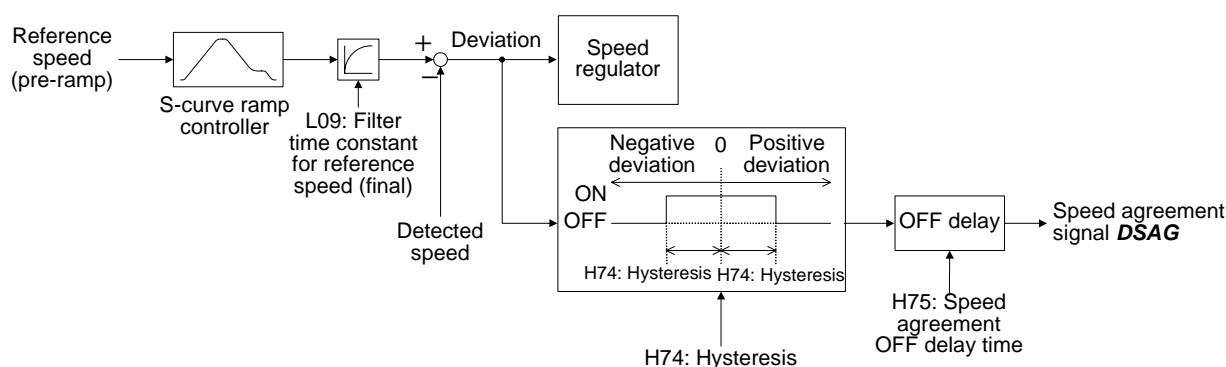 Reference
speed
(pre-ramp)
S-curve ramp
controller
L09: Filter
time constant
for reference
speed (final)
+
−
Deviation
Speed
regulator
Detected
speed
Negative
deviation
0
Positive
deviation
ON
OFF
H74: Hysteresis
H74: Hysteresis
H74: Hysteresis
OFF delay
H75: Speed
agreement
OFF delay time
Speed agreement
signal DSAG